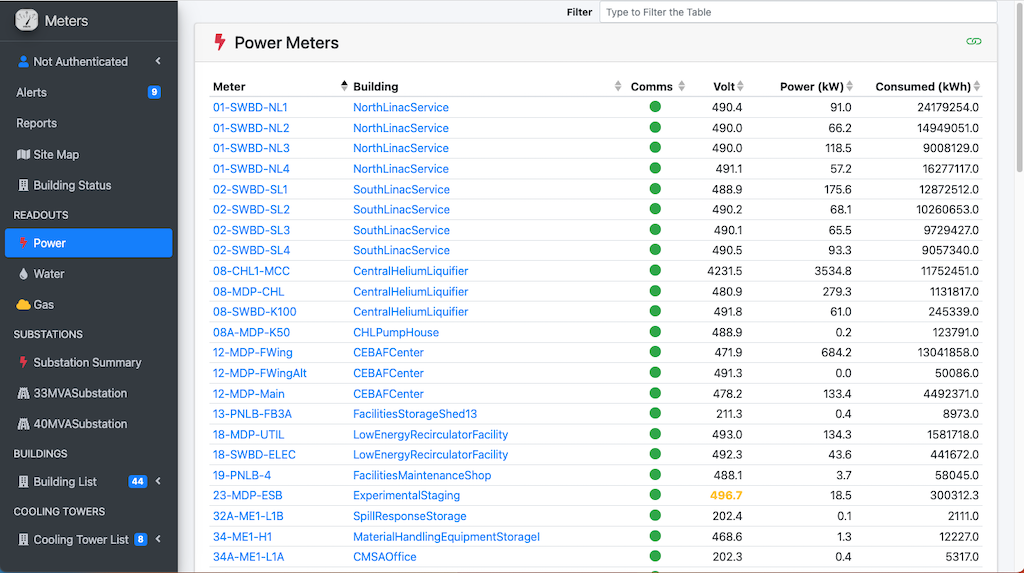 Meters
Not Authenticated
Alerts 9
Reports
Site Map
Building Status
READOUTS
Power
Water
Gas
SUBSTATIONS
Substation Summary
33MVASubstation
40MVASubstation
BUILDINGS
Building List 44
COOLING TOWERS
Cooling Tower List 8
Filter Type to Filter the Table
Power Meters
Meter Building Comms Volt Power (kW) Consumed (kWh)
01-SWBD-NL1 NorthLinacService 490.4 91.0 24179254.0
01-SWBD-NL2 NorthLinacService 490.0 66.2 14949051.0
01-SWBD-NL3 NorthLinacService 490.0 118.5 9008129.0
01-SWBD-NL4 NorthLinacService 491.1 57.2 16277117.0
02-SWBD-SL1 SouthLinacService 488.9 175.6 12872512.0
02-SWBD-SL2 SouthLinacService 490.2 68.1 10260653.0
02-SWBD-SL3 SouthLinacService 490.1 65.5 9729427.0
02-SWBD-SL4 SouthLinacService 490.5 93.3 9057340.0
08-CHL1-MCC CentralHeliumLiquifier 4231.5 3534.8 11752451.0
08-MDP-CHL CentralHeliumLiquifier 480.9 279.3 1131817.0
08-SWBD-K100 CentralHeliumLiquifier 491.8 61.0 245339.0
08A-MDP-K50 CHLPumpHouse 488.9 0.2 123791.0
12-MDP-FWing CEBAFCenter 471.9 684.2 13041858.0
12-MDP-FWingAlt CEBAFCenter 491.3 0.0 50086.0
12-MDP-Main CEBAFCenter 478.2 133.4 4492371.0
13-PNLB-FB3A FacilitiesStorageShed13 211.3 0.4 8973.0
18-MDP-UTIL LowEnergyRecirculatorFacility 493.0 134.3 1581718.0
18-SWBD-ELEC LowEnergyRecirculatorFacility 492.3 43.6 441672.0
19-PNLB-4 FacilitiesMaintenanceShop 488.1 3.7 58045.0
23-MDP-ESB ExperimentalStaging 496.7 18.5 300312.3
32A-ME1-L1B SpillResponseStorage 202.4 0.1 2111.0
34-ME1-H1 MaterialHandlingEquipmentStorageI 468.6 1.3 12227.0
34A-ME1-L1A CMSAOffice 202.3 0.4 5317.0